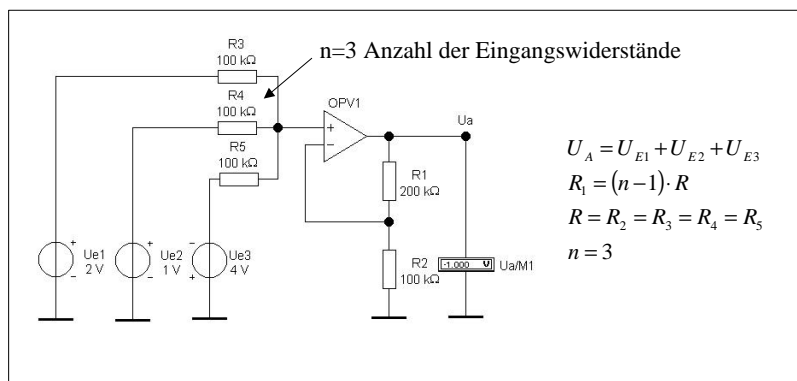 n=3 Anzahl der Eingangswiderstände
R3
100 kΩ
R4
100 kΩ
R5
100 kΩ
OPV1
+
−
Ua
R1
200 kΩ
R2
100 kΩ
+
Ue1
−
2 V
+
Ue2
−
1 V
−
Ue3
+
4 V
-1.000 V
Ua/M1
U_A = U_E1 + U_E2 + U_E3
R_1 = (n−1)·R
R = R_2 = R_3 = R_4 = R_5
n = 3